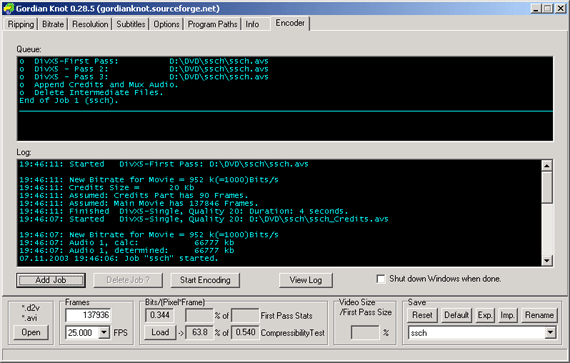 Gordian Knot 0.28.5 (gordianknot.sourceforge.net)
Ripping Bitrate Resolution Subtitles Options Program Paths Info Encoder
Queue:
o DivX5-First Pass: D:\DVD\ssch\ssch.avs
o DivX5 - Pass 2: D:\DVD\ssch\ssch.avs
o DivX5 - Pass 3: D:\DVD\ssch\ssch.avs
o Append Credits and Mux Audio.
o Delete Intermediate Files.
End of Job 1 (ssch).
Log:
19:46:11: Started DivX5-First Pass: D:\DVD\ssch\ssch.avs
19:46:11: New Bitrate for Movie = 952 k(=1000)Bits/s
19:46:11: Credits Size = 20 Kb
19:46:11: Assumed: Credits Part has 90 Frames.
19:46:11: Assumed: Main Movie has 137846 Frames.
19:46:11: Finished DivX5-Single, Quality 20: Duration: 4 seconds.
19:46:07: Started DivX5-Single, Quality 20: D:\DVD\ssch\ssch_Credits.avs
19:46:07: New Bitrate for Movie = 952 k(=1000)Bits/s
19:46:07: Audio 1, calc: 66777 kb
19:46:07: Audio 1, determined: 66777 kb
07.11.2003 19:46:06: Job "ssch" started.
Add Job Delete Job ? Start Encoding View Log Shut down Windows when done.
*.d2v
*.avi
Open
Frames
137936
25.000 FPS
Bits/(Pixel*Frame)
0.344 % of First Pass Stats
Load -> 63.8 % of 0.540 CompressibilityTest
Video Size
/First Pass Size
%
Save
Reset Default Exp. Imp. Rename
ssch